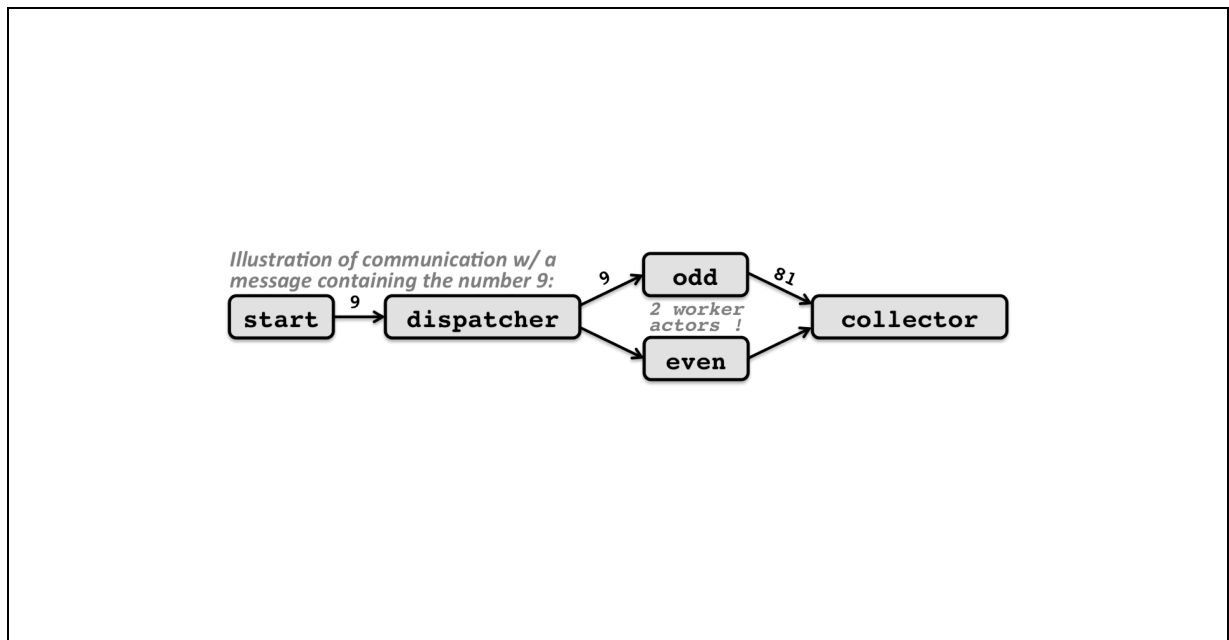 Illustration of communication w/ a
message containing the number 9:
start
9
dispatcher
9
odd
81
2 worker
actors !
even
collector